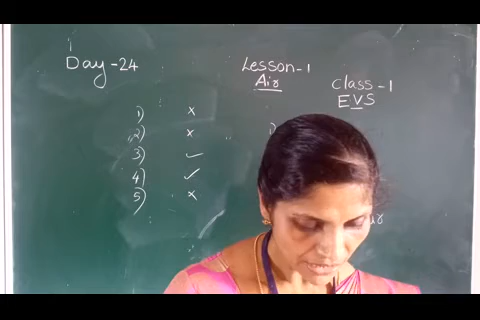 Day-24
Lesson-1
Air
Class-1
EVS
1) ×
2) ×
3) ✓
4) ✓
5) ×